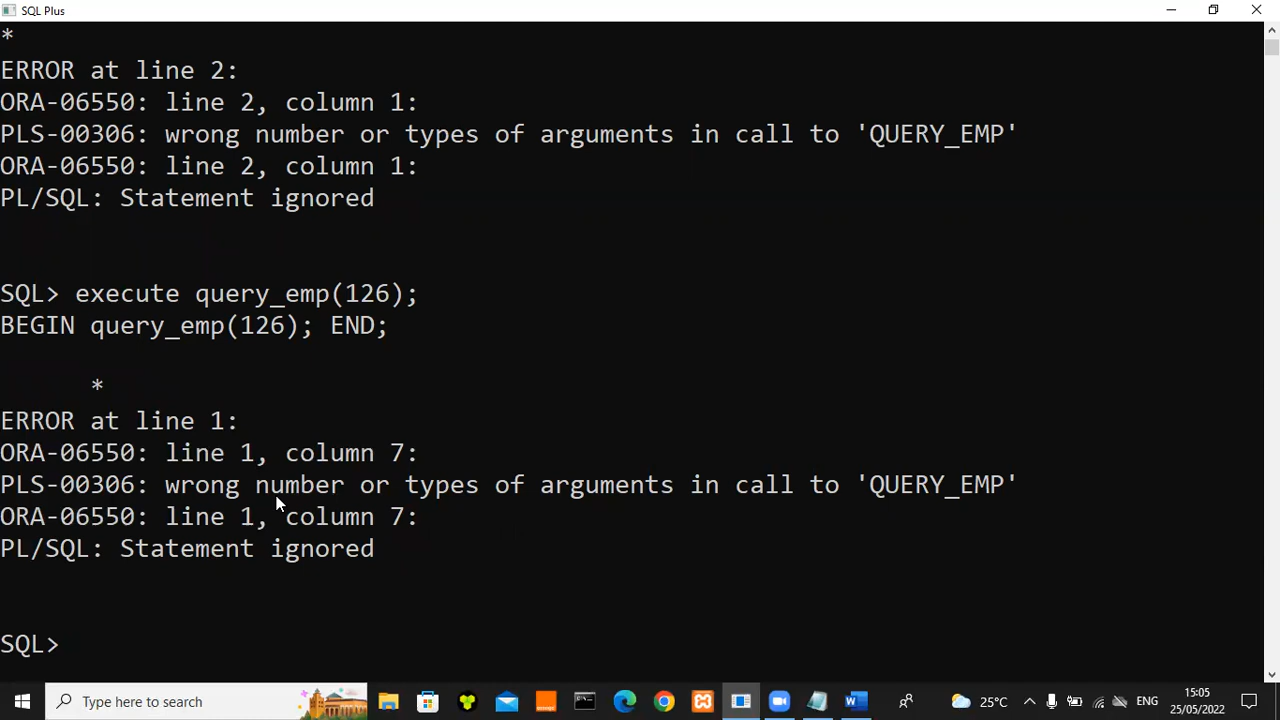 SQL Plus
*
ERROR at line 2:
ORA-06550: line 2, column 1:
PLS-00306: wrong number or types of arguments in call to 'QUERY_EMP'
ORA-06550: line 2, column 1:
PL/SQL: Statement ignored
SQL> execute query_emp(126);
BEGIN query_emp(126); END;
*
ERROR at line 1:
ORA-06550: line 1, column 7:
PLS-00306: wrong number or types of arguments in call to 'QUERY_EMP'
ORA-06550: line 1, column 7:
PL/SQL: Statement ignored
SQL>
Type here to search
25°C
ENG
15:05
25/05/2022